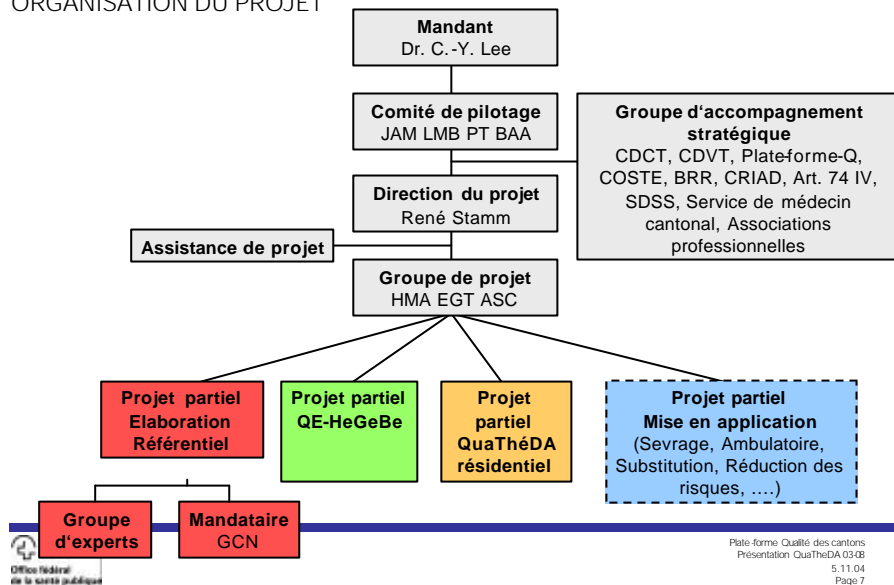 ORGANISATION DU PROJET
Mandant
Dr. C.-Y. Lee
Comité de pilotage
JAM LMB PT BAA
Groupe d'accompagnement
stratégique
CDCT, CDVT, Plate-forme-Q,
COSTE, BRR, CRIAD, Art. 74 IV,
SDSS, Service de médecin
cantonal, Associations
professionnelles
Direction du projet
René Stamm
Assistance de projet
Groupe de projet
HMA EGT ASC
Projet partiel
Elaboration
Référentiel
Projet partiel
QE-HeGeBe
Projet
partiel
QuaThéDA
résidentiel
Projet partiel
Mise en application
(Sevrage, Ambulatoire,
Substitution, Réduction des
risques, ....)
Groupe
d'experts
Mandataire
GCN
Office fédéral
de la santé publique
Plate-forme Qualité des cantons
Présentation QuaTheDA 03-08
5.11.04
Page 7